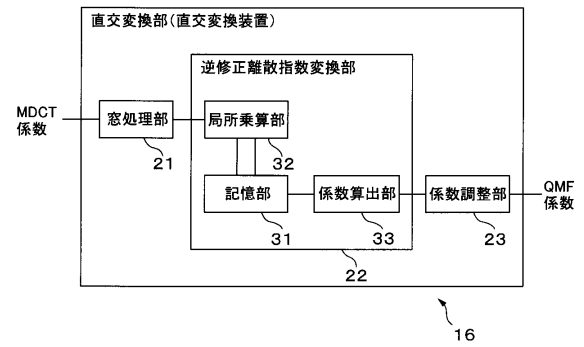 直交変換部(直交変換装置)
逆修正離散指数変換部
MDCT
係数
窓処理部
21
局所乗算部
32
記憶部
31
係数算出部
33
22
係数調整部
23
QMF
係数
16